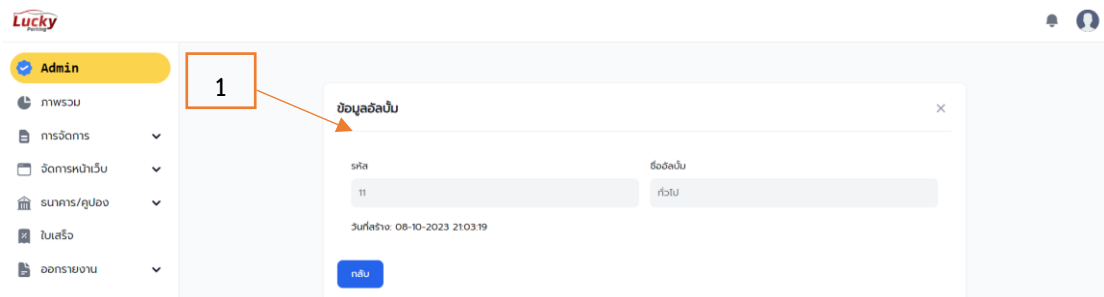 Lucky
Parking
Admin
ภาพรวม
การจัดการ
จัดการหน้าเว็บ
ธนาคาร/คูปอง
ใบเสร็จ
ออกรายงาน
1
ข้อมูลอัลบั้ม
รหัส
ชื่ออัลบั้ม
11
ทั่วไป
วันที่สร้าง: 08-10-2023 21:03:19
กลับ